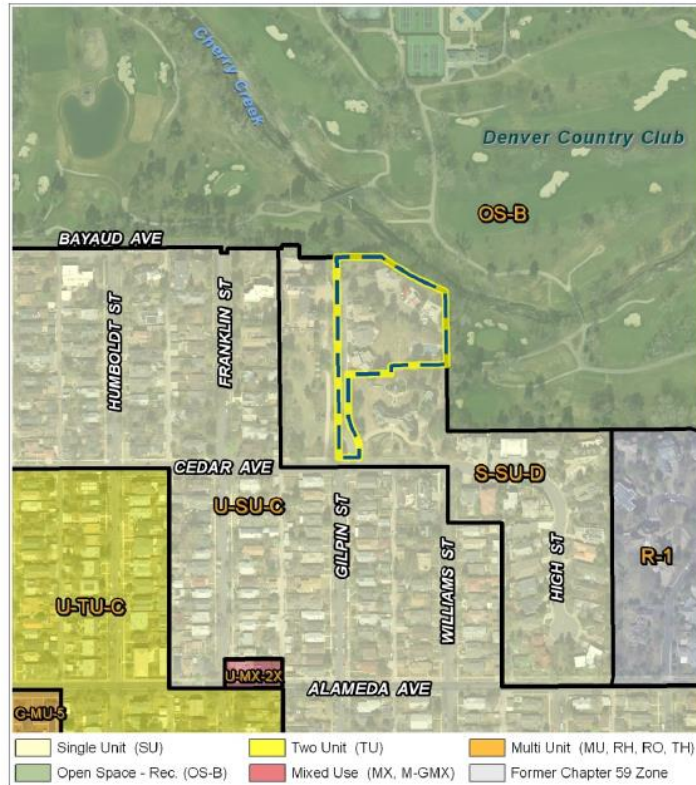 Cherry Creek
Denver Country Club
OS-B
BAYAUD AVE
HUMBOLDT ST
FRANKLIN ST
CEDAR AVE
U-SU-C
S-SU-D
GILPIN ST
WILLIAMS ST
HIGH ST
R-1
U-TU-C
U-MX-2X
ALAMEDA AVE
G-MU-5
Single Unit (SU)
Two Unit (TU)
Multi Unit (MU, RH, RO, TH)
Open Space - Rec. (OS-B)
Mixed Use (MX, M-GMX)
Former Chapter 59 Zone